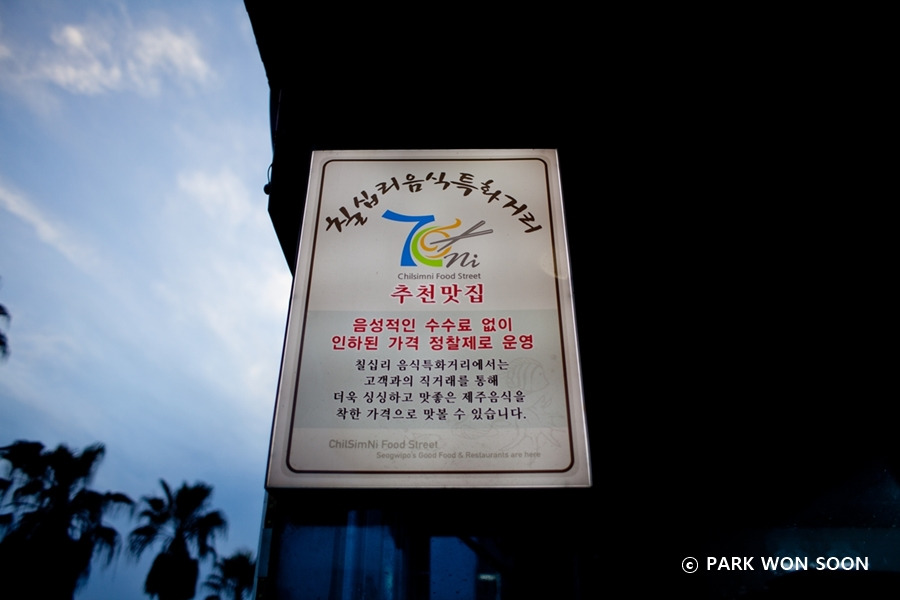 칠십리음식특화거리
70
Ni
Chilsimni Food Street
추천맛집
음성적인 수수료 없이
인하된 가격 정찰제로 운영
칠십리 음식특화거리에서는
고객과의 직거래를 통해
더욱 싱싱하고 맛좋은 제주음식을
착한 가격으로 맛볼 수 있습니다.
ChilSimNi Food Street
Seogwipo's Good Food & Restaurants are here
© PARK WON SOON